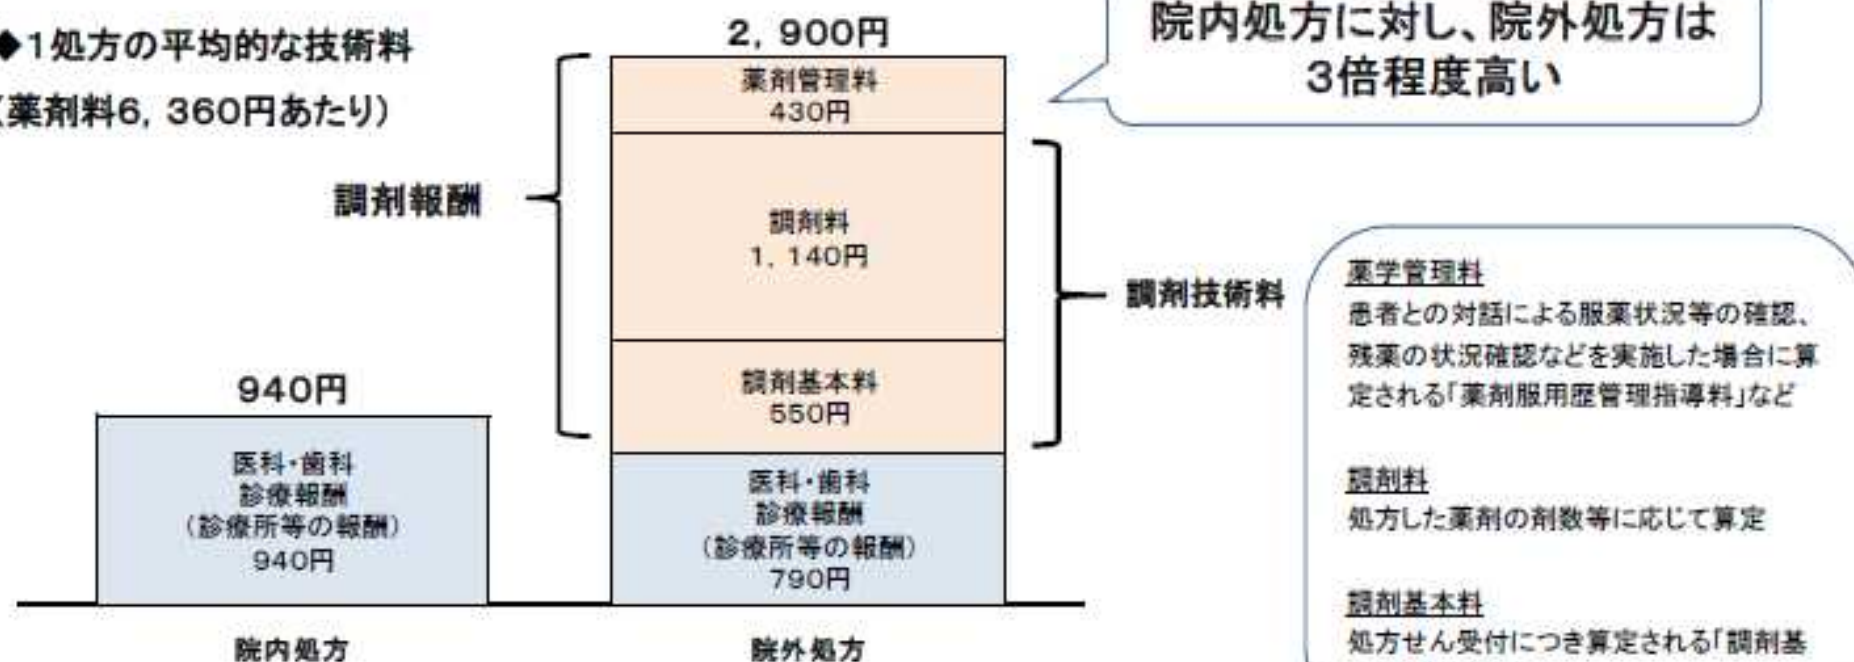 ◆1処方の平均的な技術料
(薬剤料6,360円あたり)
2,900円
院内処方に対し、院外処方は
3倍程度高い
薬剤管理料
430円
調剤報酬
調剤料
1,140円
調剤技術料
調剤基本料
550円
940円
医科・歯科
診療報酬
(診療所等の報酬)
940円
医科・歯科
診療報酬
(診療所等の報酬)
790円
院内処方
院外処方
薬学管理料
患者との対話による服薬状況等の確認、
残薬の状況確認などを実施した場合に算
定される「薬剤服用歴管理指導料」など
調剤料
処方した薬剤の剤数等に応じて算定
調剤基本料
処方せん受付につき算定される「調剤基